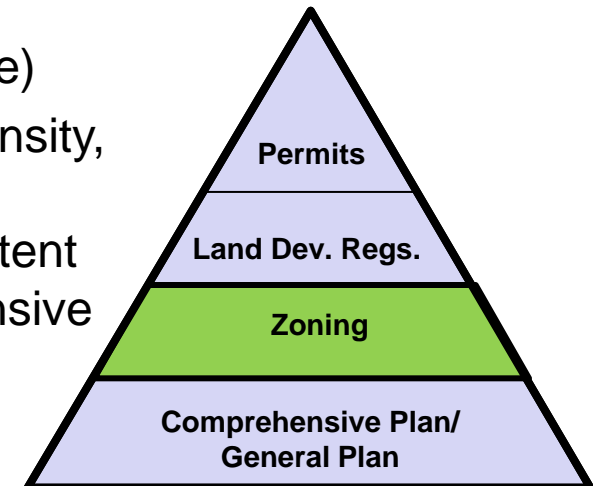 e)
nsity,
tent
nsive
Permits
Land Dev. Regs.
Zoning
Comprehensive Plan/
General Plan